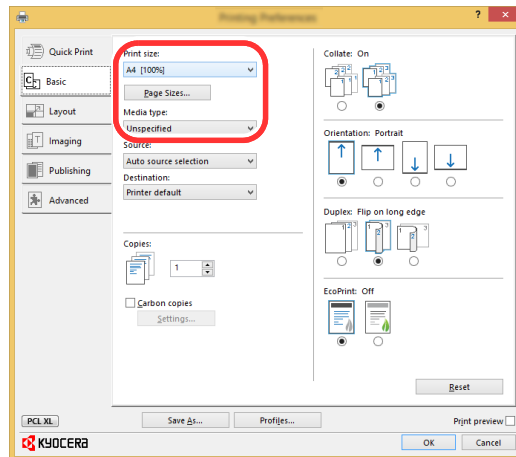 Printing Preferences
?
Quick Print
Basic
Layout
Imaging
Publishing
Advanced
Print size:
A4 [100%]
Page Sizes...
Media type:
Unspecified
Source:
Auto source selection
Destination:
Printer default
Copies:
1
Carbon copies
Settings...
Collate: On
Orientation: Portrait
Duplex: Flip on long edge
EcoPrint: Off
Reset
PCL XL
Save As...
Profiles...
Print preview
KYOCERA
OK
Cancel